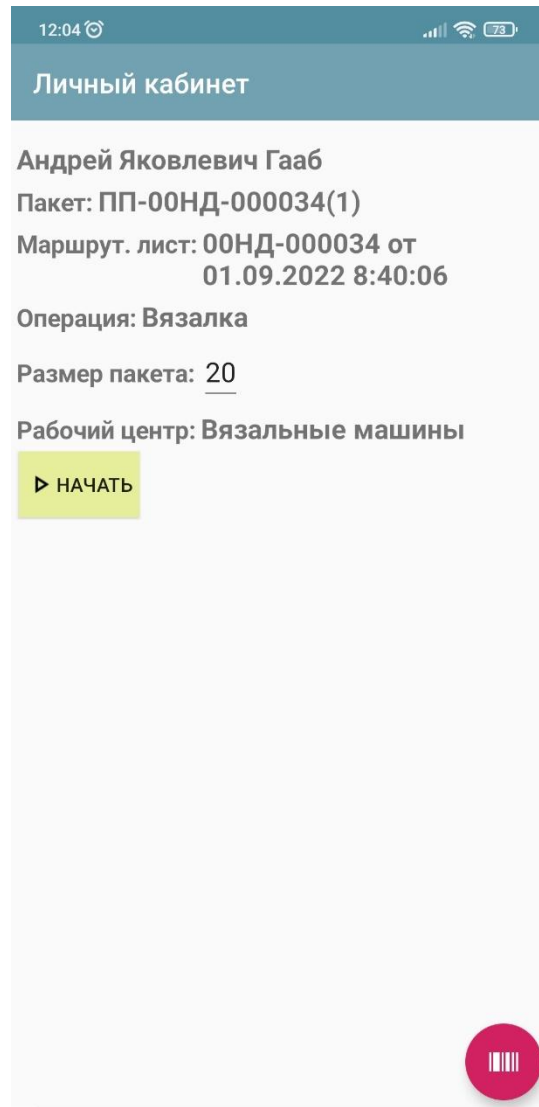 12:04
73
Личный кабинет
Андрей Яковлевич Гааб
Пакет: ПП-00НД-000034(1)
Маршрут. лист: 00НД-000034 от
01.09.2022 8:40:06
Операция: Вязалка
Размер пакета: 20
Рабочий центр: Вязальные машины
НАЧАТЬ